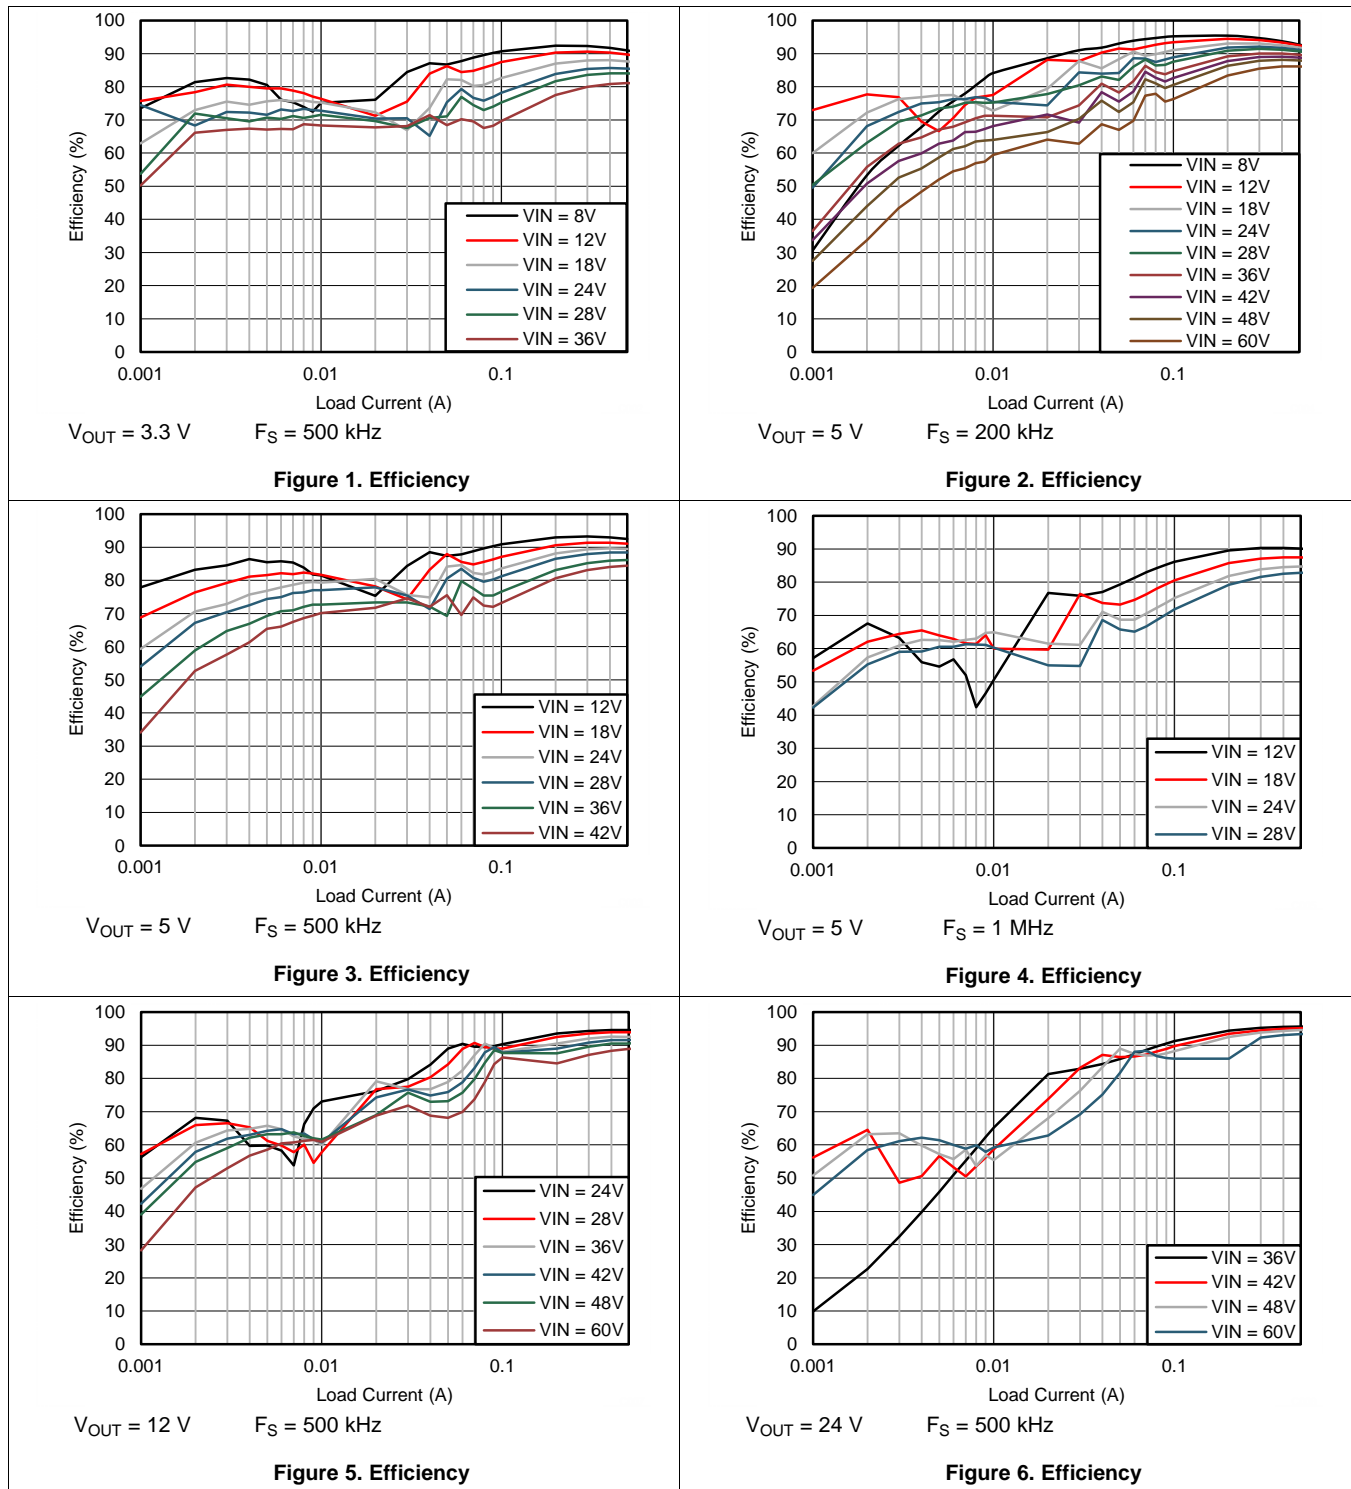 100
90
80
70
60
50
40
30
20
10
0
Efficiency (%)
VIN = 8V
VIN = 12V
VIN = 18V
VIN = 24V
VIN = 28V
VIN = 36V
0.001 0.01 0.1
Load Current (A)
VOUT = 3.3 V FS = 500 kHz
Figure 1. Efficiency
100
90
80
70
60
50
40
30
20
10
0
Efficiency (%)
VIN = 8V
VIN = 12V
VIN = 18V
VIN = 24V
VIN = 28V
VIN = 36V
VIN = 42V
VIN = 48V
VIN = 60V
0.001 0.01 0.1
Load Current (A)
VOUT = 5 V FS = 200 kHz
Figure 2. Efficiency
100
90
80
70
60
50
40
30
20
10
0
Efficiency (%)
VIN = 12V
VIN = 18V
VIN = 24V
VIN = 28V
VIN = 36V
VIN = 42V
0.001 0.01 0.1
Load Current (A)
VOUT = 5 V FS = 500 kHz
Figure 3. Efficiency
100
90
80
70
60
50
40
30
20
10
0
Efficiency (%)
VIN = 12V
VIN = 18V
VIN = 24V
VIN = 28V
0.001 0.01 0.1
Load Current (A)
VOUT = 5 V FS = 1 MHz
Figure 4. Efficiency
100
90
80
70
60
50
40
30
20
10
0
Efficiency (%)
VIN = 24V
VIN = 28V
VIN = 36V
VIN = 42V
VIN = 48V
VIN = 60V
0.001 0.01 0.1
Load Current (A)
VOUT = 12 V FS = 500 kHz
Figure 5. Efficiency
100
90
80
70
60
50
40
30
20
10
0
Efficiency (%)
VIN = 36V
VIN = 42V
VIN = 48V
VIN = 60V
0.001 0.01 0.1
Load Current (A)
VOUT = 24 V FS = 500 kHz
Figure 6. Efficiency